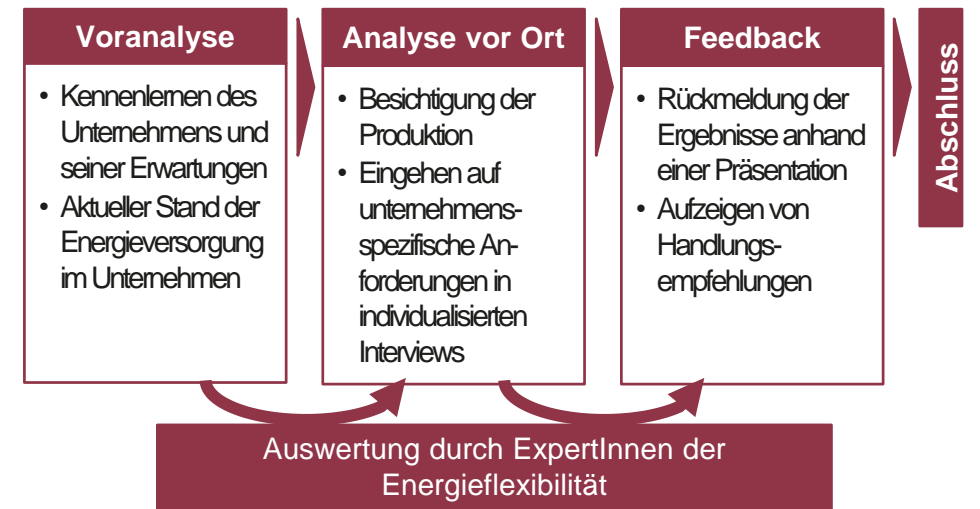 Voranalyse
• Kennenlernen des
Unternehmens und
seiner Erwartungen
• Aktueller Stand der
Energieversorgung
im Unternehmen
Analyse vor Ort
• Besichtigung der
Produktion
• Eingehen auf
unternehmens-
spezifische An-
forderungen in
individualisierten
Interviews
Feedback
• Rückmeldung der
Ergebnisse anhand
einer Präsentation
• Aufzeigen von
Handlungs-
empfehlungen
Abschluss
Auswertung durch ExpertInnen der
Energieflexibilität